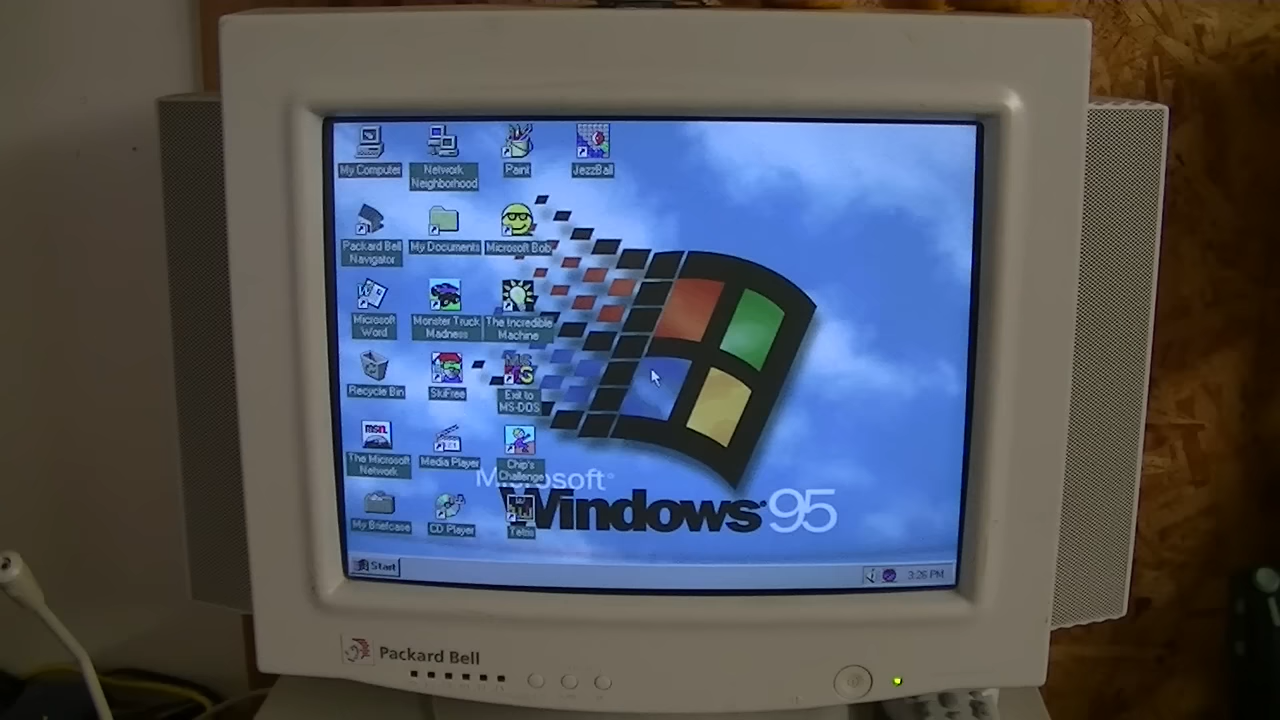 My Computer
Network
Neighborhood
Paint
JezzBall
Packard Bell
Navigator
My Documents
Microsoft Bob
Microsoft
Word
Monster Truck
Madness
The Incredible
Machine
Recycle Bin
SkiFree
MS
Exit to
MS-DOS
msn
The Microsoft
Network
Media Player
Chip's
Challenge
My Briefcase
CD Player
Tetris
Microsoft®
Windows® 95
Start
3:26 PM
Packard Bell